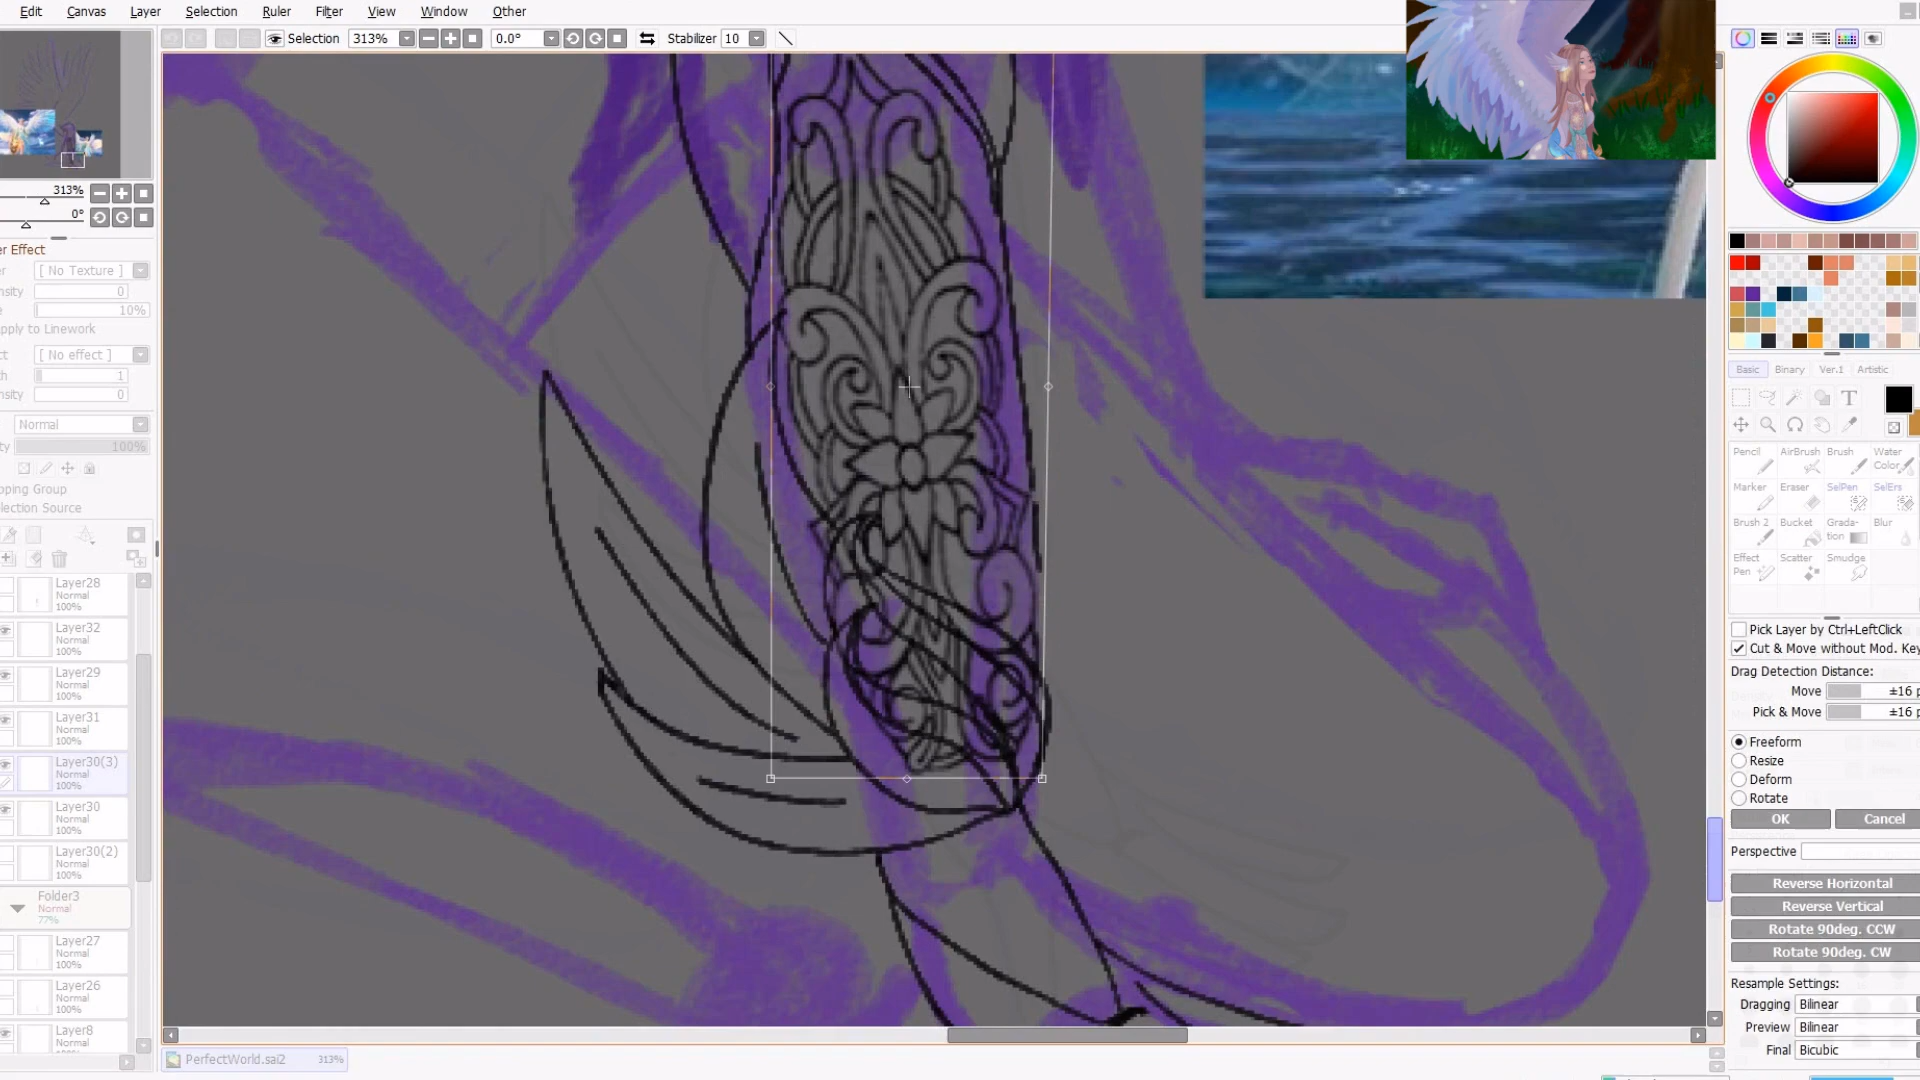 Edit Canvas Layer Selection Ruler Filter View Window Other
Selection 313% 0.0° Stabilizer 10
313%
0°
er Effect
[ No Texture ]
nsity 0
10%
pply to Linework
[ No effect ]
1
nsity 0
Normal
100%
pping Group
election Source
Layer28
Normal
100%
Layer32
Normal
100%
Layer29
Normal
100%
Layer31
Normal
100%
Layer30(3)
Normal
100%
Layer30
Normal
100%
Layer30(2)
Normal
100%
Folder3
Normal
77%
Layer27
Normal
100%
Layer26
Normal
100%
Layer8
Normal
100%
PerfectWorld.sai2 313%
Basic Binary Ver.1 Artistic
T
Pencil AirBrush Brush Water Color
Marker Eraser SelPen SelErs
Brush 2 Bucket Grada-tion Blur
Effect Pen Scatter Smudge
Pick Layer by Ctrl+LeftClick
Cut & Move without Mod. Key
Drag Detection Distance:
Move ±16 p
Pick & Move ±16 p
Freeform
Resize
Deform
Rotate
OK Cancel
Perspective
Reverse Horizontal
Reverse Vertical
Rotate 90deg. CCW
Rotate 90deg. CW
Resample Settings:
Dragging Bilinear
Preview Bilinear
Final Bicubic